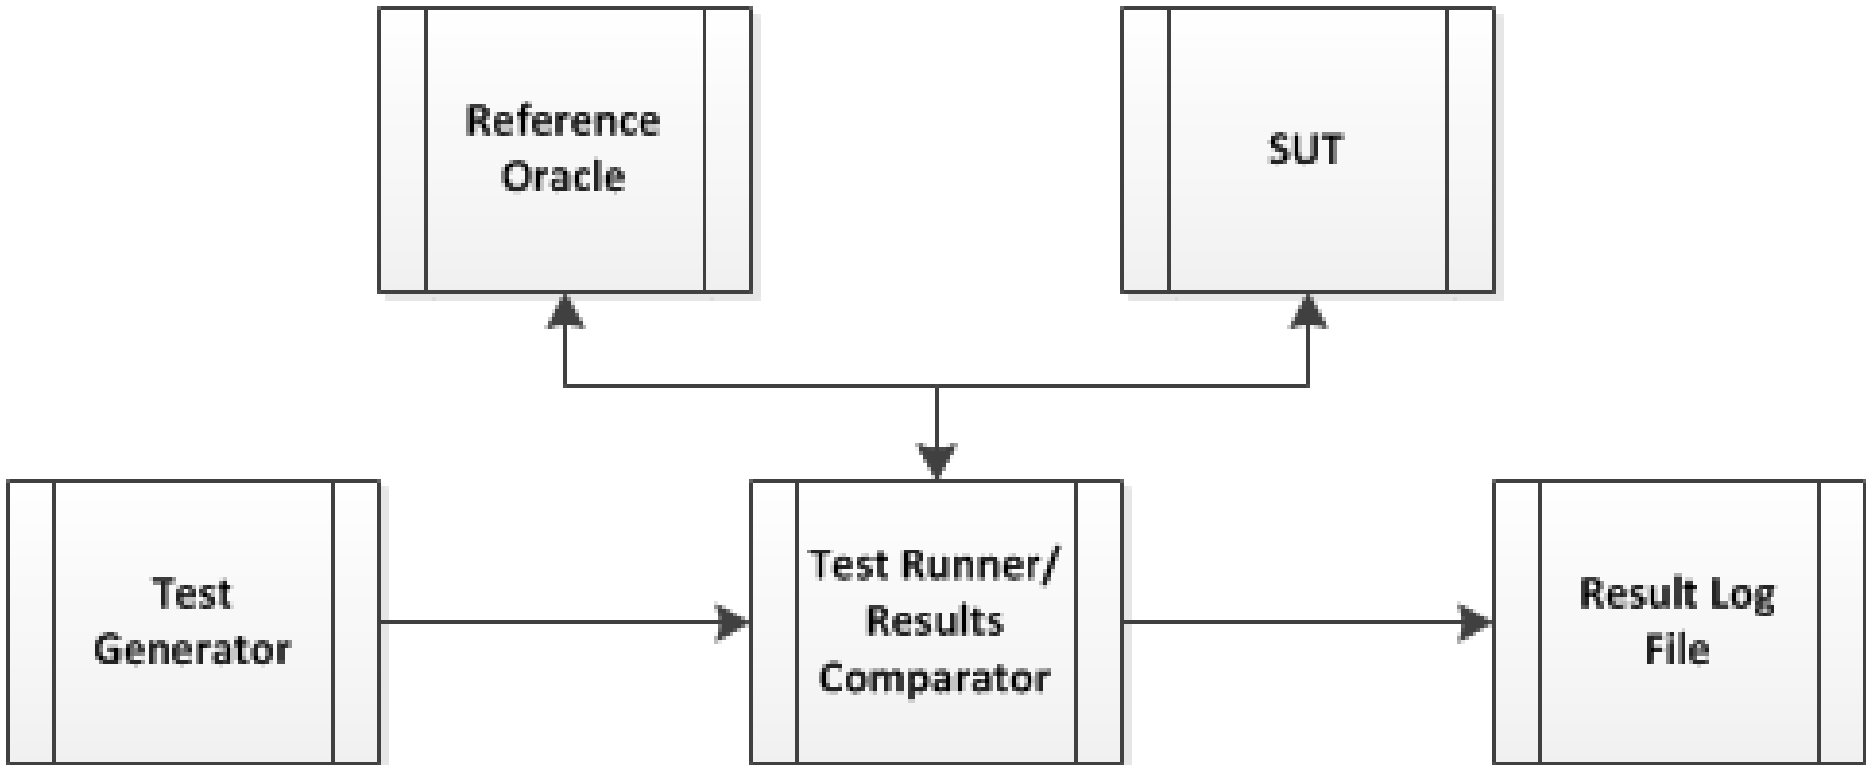 Reference
Oracle
SUT
Test
Generator
Test Runner/
Results
Comparator
Result Log
File